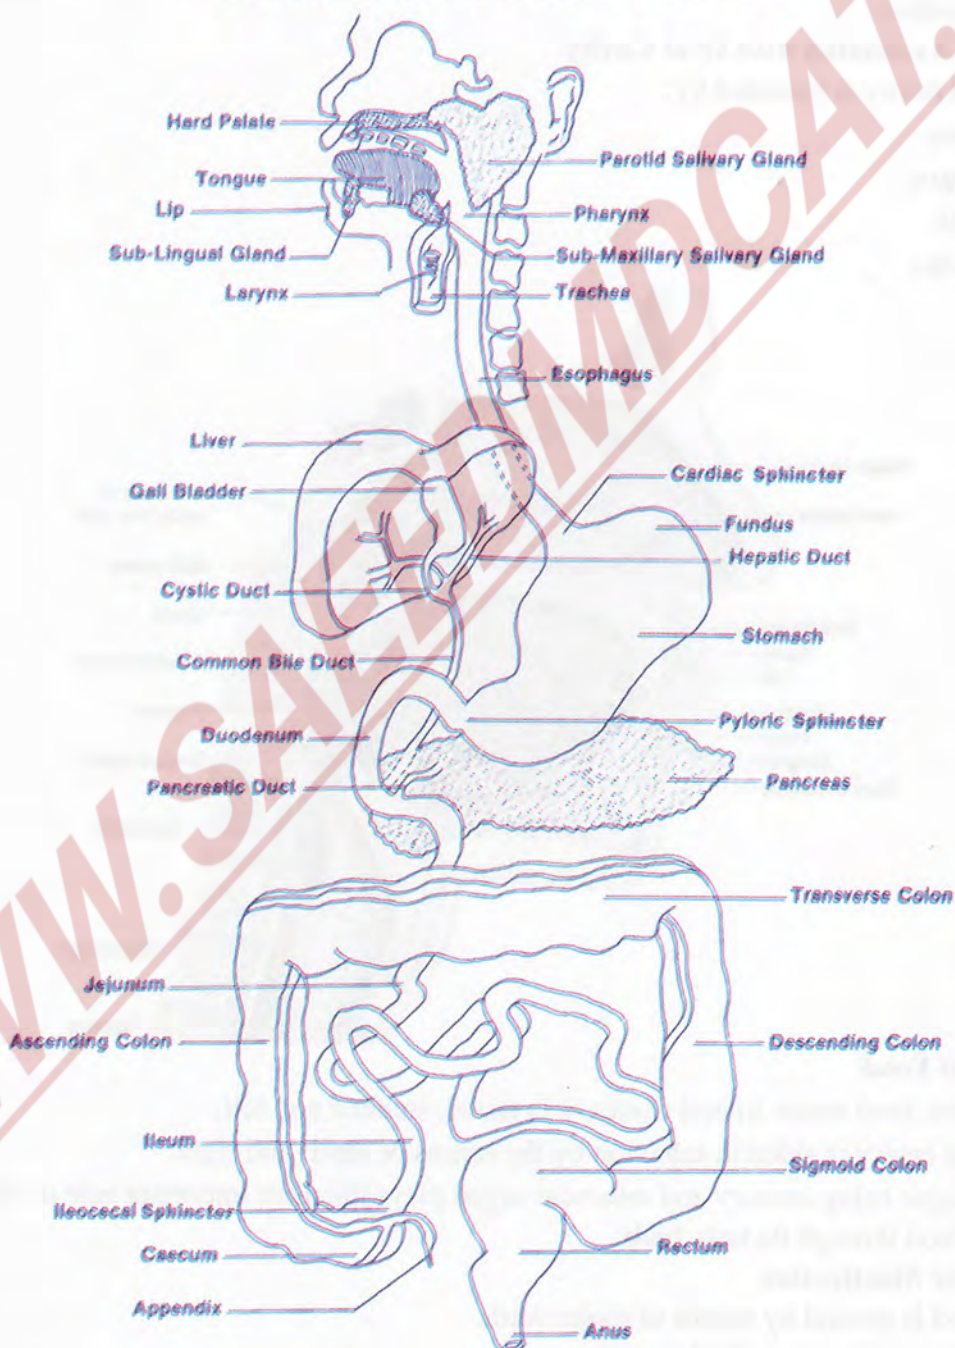 Hard Palate
Parotid Salivary Gland
Tongue
Lip
Pharynx
Sub-Lingual Gland
Sub-Maxillary Salivary Gland
Larynx
Trachea
Esophagus
Liver
Cardiac Sphincter
Gall Bladder
Fundus
Hepatic Duct
Cystic Duct
Stomach
Common Bile Duct
Pyloric Sphincter
Duodenum
Pancreatic Duct
Pancreas
Transverse Colon
Jejunum
Ascending Colon
Descending Colon
Ileum
Sigmoid Colon
Ileocecal Sphincter
Rectum
Caecum
Appendix
Anus
WW.SAEEDMDCAT.